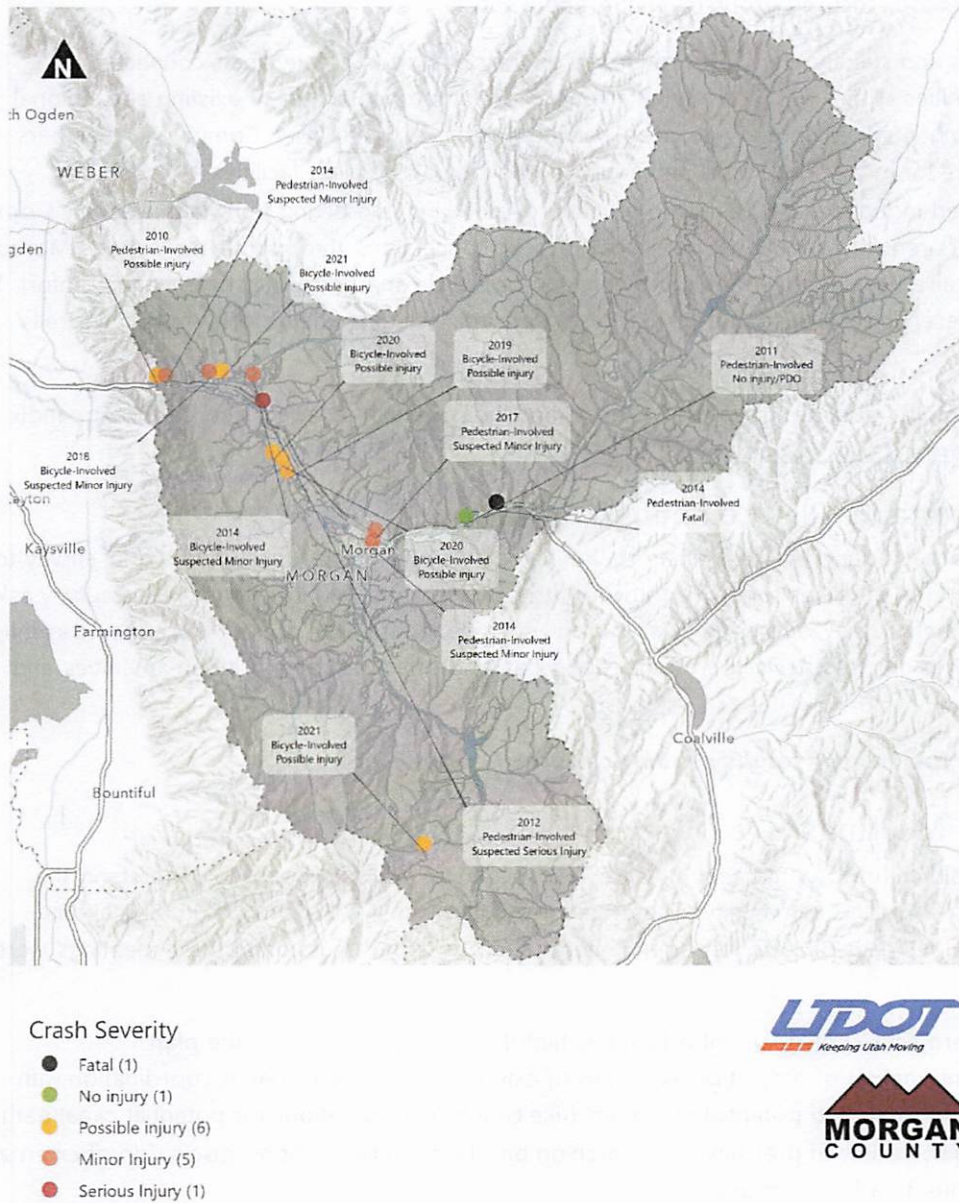 N
th Ogden
WEBER
2014
Pedestrian-Involved
Suspected Minor Injury
gden
2010
Pedestrian-Involved
Possible injury
2021
Bicycle-Involved
Possible injury
2020
Bicycle-Involved
Possible injury
2019
Bicycle-Involved
Possible injury
2011
Pedestrian-Involved
No injury/PDO
2017
Pedestrian-Involved
Suspected Minor Injury
2018
Bicycle-Involved
Suspected Minor Injury
ayton
2014
Pedestrian-Involved
Fatal
Kaysville
2014
Bicycle-Involved
Suspected Minor Injury
Morgan
MORGAN
2020
Bicycle-Involved
Possible injury
Farmington
2014
Pedestrian-Involved
Suspected Minor Injury
2021
Bicycle-Involved
Possible injury
Coalville
Bountiful
2012
Pedestrian-Involved
Suspected Serious Injury
Crash Severity
Fatal (1)
No injury (1)
Possible injury (6)
Minor Injury (5)
Serious Injury (1)
UDOT
Keeping Utah Moving
MORGAN
COUNTY